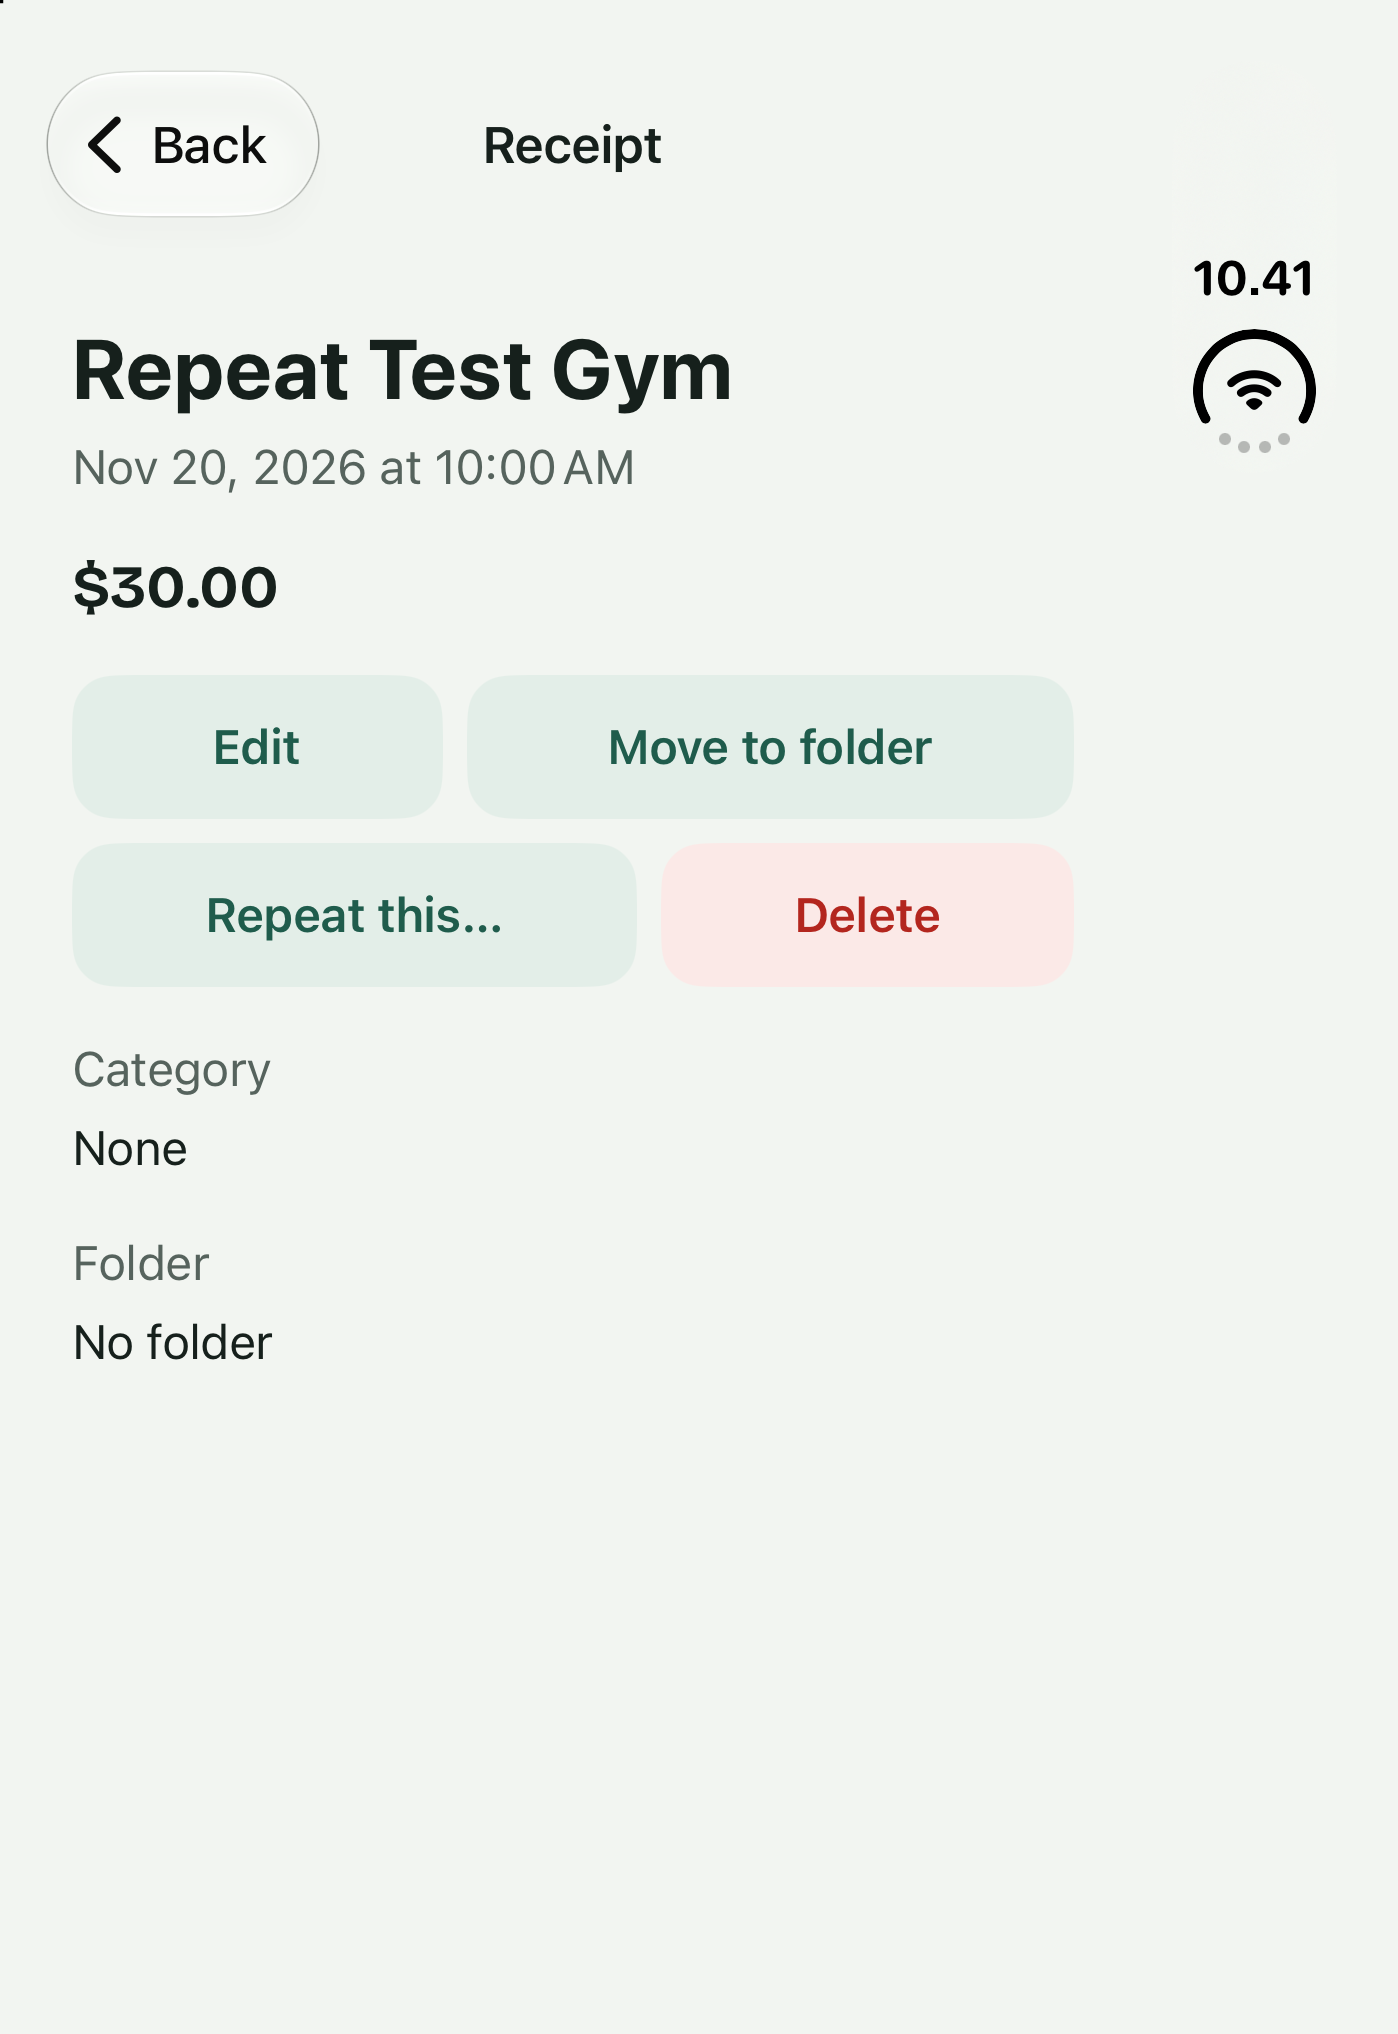 Back
Receipt
10.41
Repeat Test Gym
Nov 20, 2026 at 10:00 AM
$30.00
Edit
Move to folder
Repeat this...
Delete
Category
None
Folder
No folder